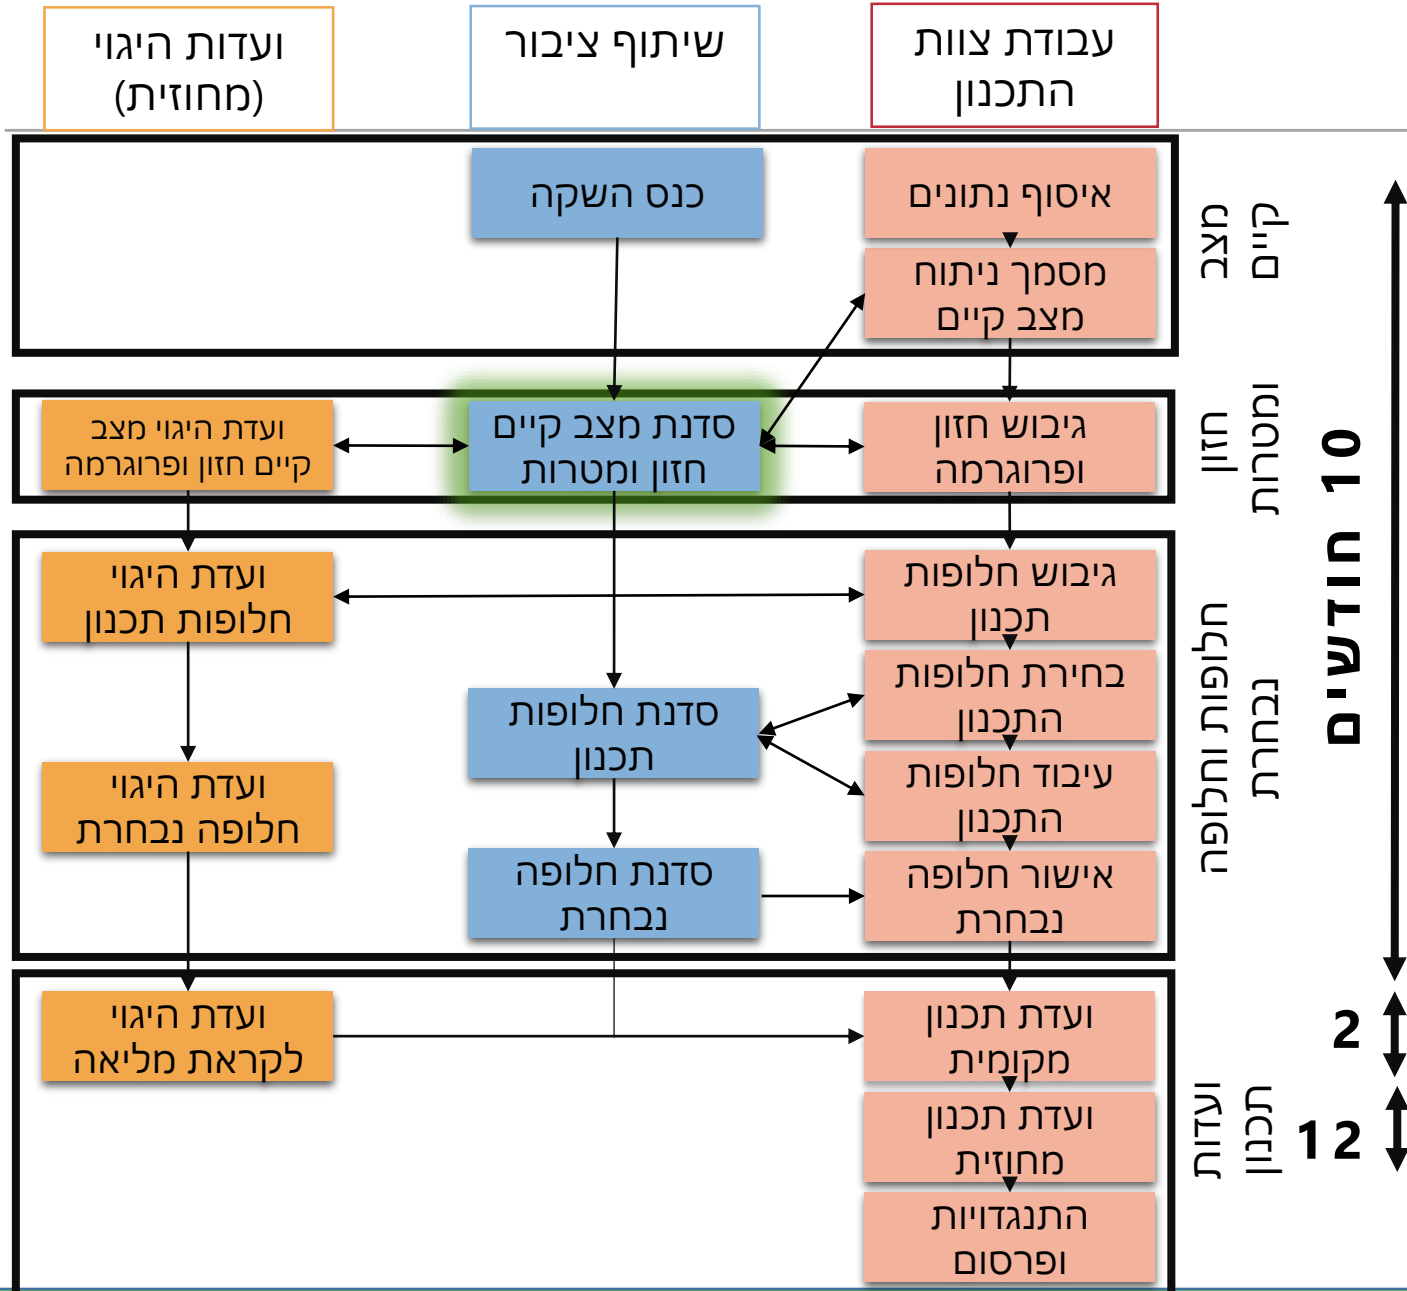 עבודת צוות
התכנון
שיתוף ציבור
ועדות היגוי
(מחוזית)
איסוף נתונים
כנס השקה
מסמך ניתוח
מצב קיים
מצב
קיים
גיבוש חזון
ופרוגרמה
סדנת מצב קיים
חזון ומטרות
ועדת היגוי מצב
קיים חזון ופרוגרמה
חזון
ומטרות
גיבוש חלופות
תכנון
ועדת היגוי
חלופות תכנון
בחירת חלופות
התכנון
סדנת חלופות
תכנון
עיבוד חלופות
התכנון
ועדת היגוי
חלופה נבחרת
אישור חלופה
נבחרת
סדנת חלופה
נבחרת
חלופות וחלופה
נבחרת
10 חודשים
ועדת תכנון
מקומית
ועדת היגוי
לקראת מליאה
2
ועדת תכנון
מחוזית
ועדות
תכנון
12
התנגדויות
ופרסום